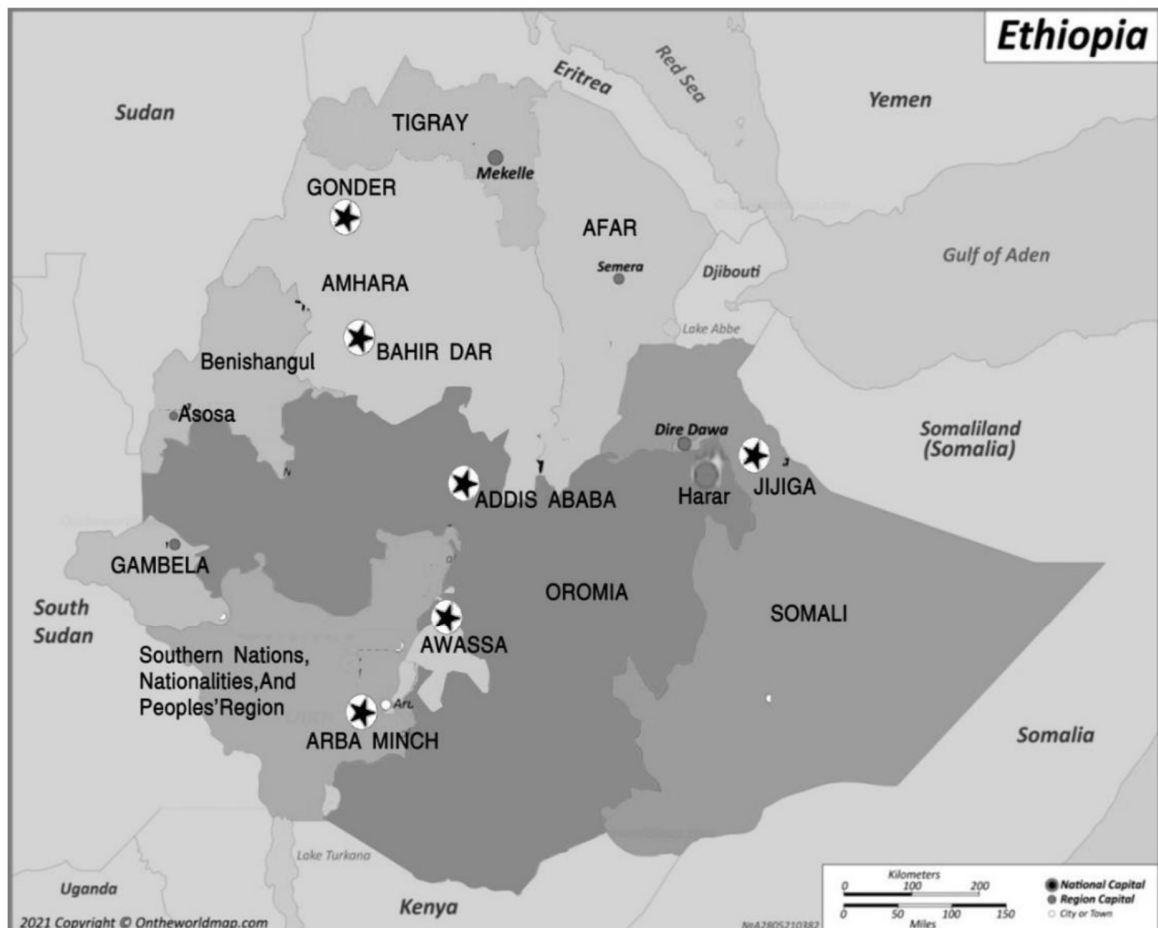 Ethiopia
Sudan
Eritrea
Red Sea
Yemen
TIGRAY
Mekelle
GONDER
AFAR
Semera
Djibouti
Gulf of Aden
AMHARA
Lake Abbe
BAHIR DAR
Benishangul
Asosa
Dire Dawa
Somaliland
(Somalia)
ADDIS ABABA
Harar
JIJIGA
GAMBELA
OROMIA
SOMALI
South
Sudan
AWASSA
Southern Nations,
Nationalities,And
Peoples'Region
ARBA MINCH
Somalia
Lake Turkana
Uganda
Kenya
Kilometers
0 100 200
0 50 100 150
Miles
National Capital
Region Capital
City or Town
2021 Copyright © Ontheworldmap.com